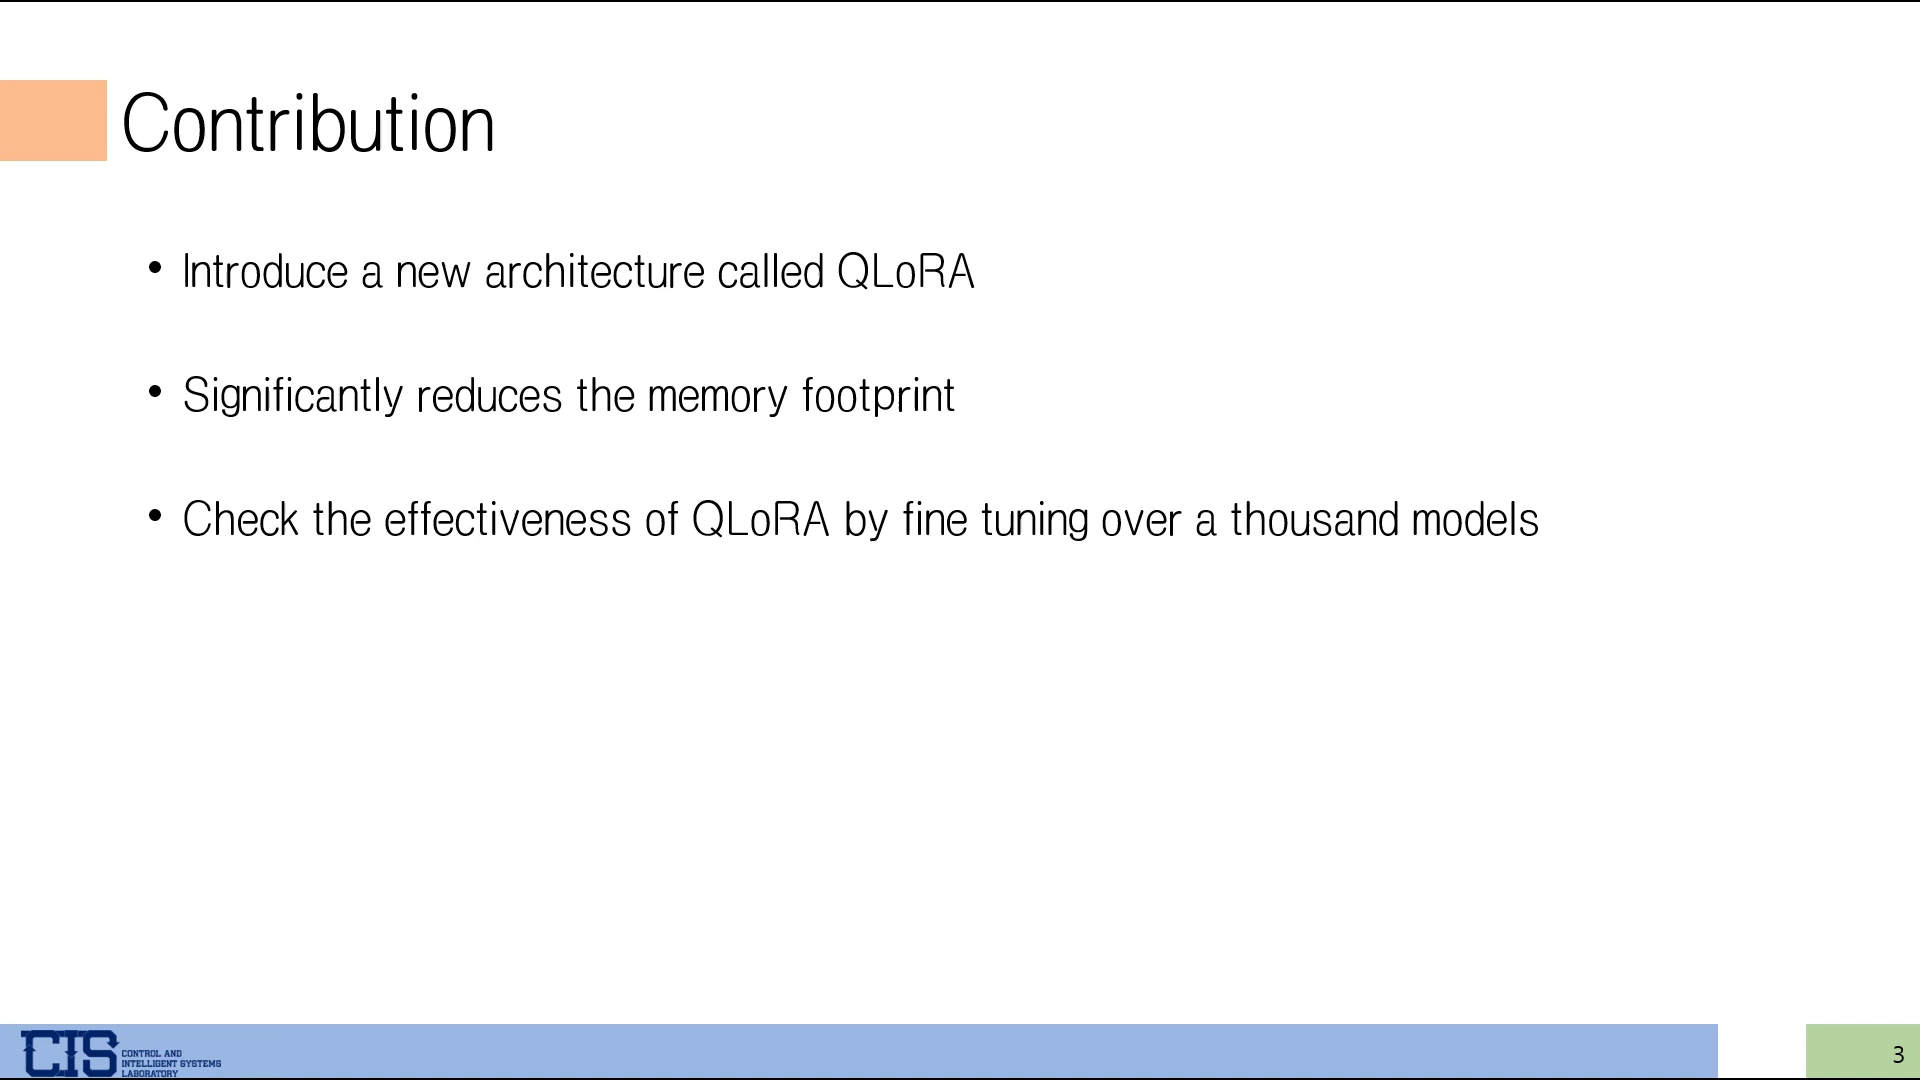 Contribution
• Introduce a new architecture called QLoRA
• Significantly reduces the memory footprint
• Check the effectiveness of QLoRA by fine tuning over a thousand models
CIS
CONTROL AND
INTELLIGENT SYSTEMS
LABORATORY
3